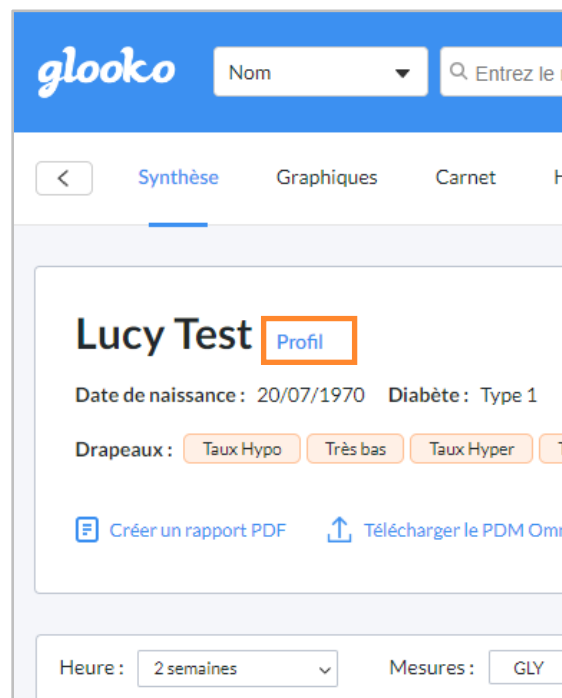 glooko Nom Entrez le
Synthèse Graphiques Carnet
Lucy Test Profil
Date de naissance : 20/07/1970 Diabète : Type 1
Drapeaux : Taux Hypo Très bas Taux Hyper
Créer un rapport PDF Télécharger le PDM
Heure : 2 semaines Mesures : GLY